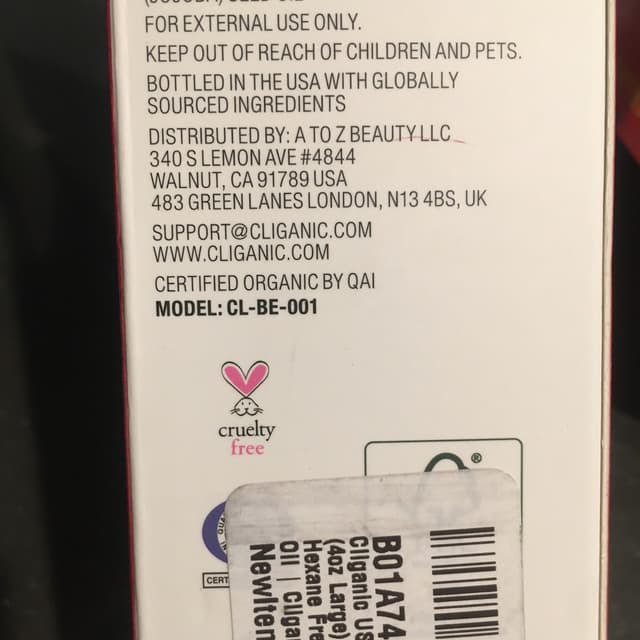 FOR EXTERNAL USE ONLY.
KEEP OUT OF REACH OF CHILDREN AND PETS.
BOTTLED IN THE USA WITH GLOBALLY
SOURCED INGREDIENTS
DISTRIBUTED BY: A TO Z BEAUTY LLC
340 S LEMON AVE #4844
WALNUT, CA 91789 USA
483 GREEN LANES LONDON, N13 4BS, UK
SUPPORT@CLIGANIC.COM
WWW.CLIGANIC.COM
CERTIFIED ORGANIC BY QAI
MODEL: CL-BE-001
cruelty
free
®
CERT
B01A74
Cliganic US
(4oz Large)
Hexane Fre
Oil | Cliga
NewIten